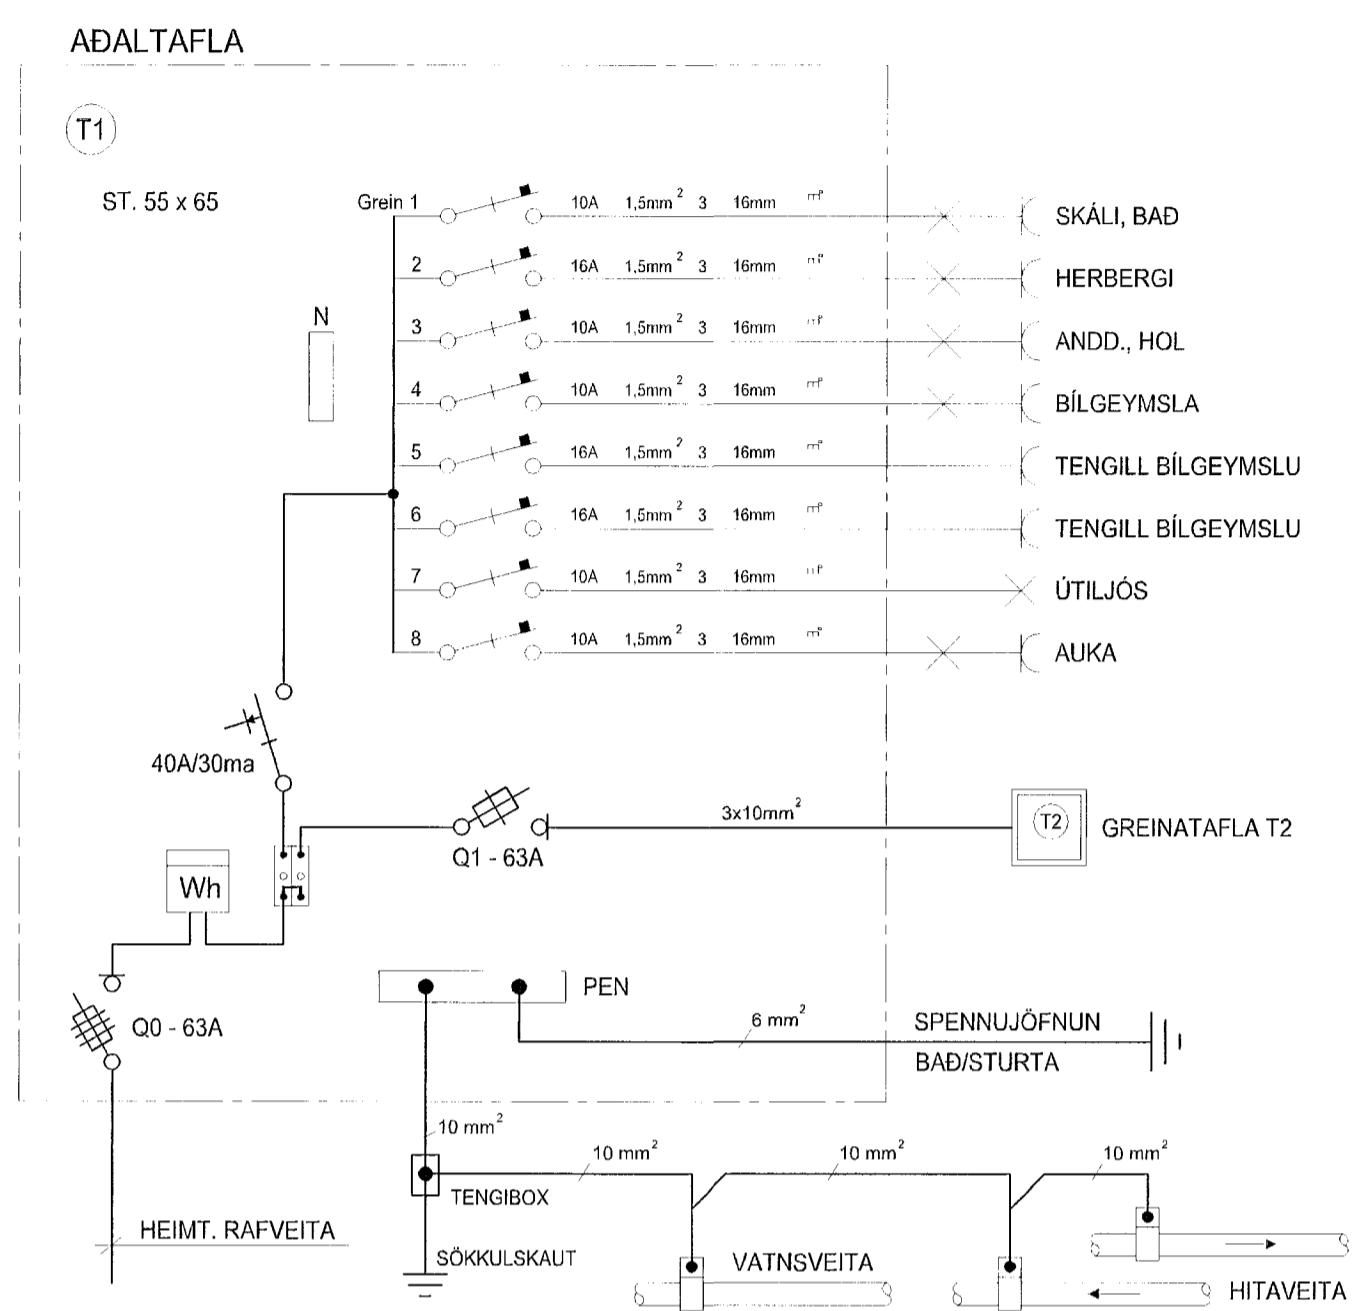 AÐALTAFLA
T1
ST. 55 x 65
Grein 1 10A 1,5mm² 3 16mm SKÁLI, BAÐ
2 16A 1,5mm² 3 16mm HERBERGI
N
3 10A 1,5mm² 3 16mm ANDD., HOL
4 10A 1,5mm² 3 16mm BÍLGEYMSLA
5 16A 1,5mm² 3 16mm TENGILL BÍLGEYMSLU
6 16A 1,5mm² 3 16mm TENGILL BÍLGEYMSLU
7 10A 1,5mm² 3 16mm ÚTILJÓS
8 10A 1,5mm² 3 16mm AUKA
40A/30ma
3x10mm²
T2 GREINATAFLA T2
Q1 - 63A
Wh
PEN
Q0 - 63A
6 mm² SPENNUJÖFNUN
BAÐ/STURTA
10 mm²
10 mm² 10 mm² 10 mm²
TENGIBOX
HEIMT. RAFVEITA
SÖKKULSKAUT
VATNSVEITA
HITAVEITA